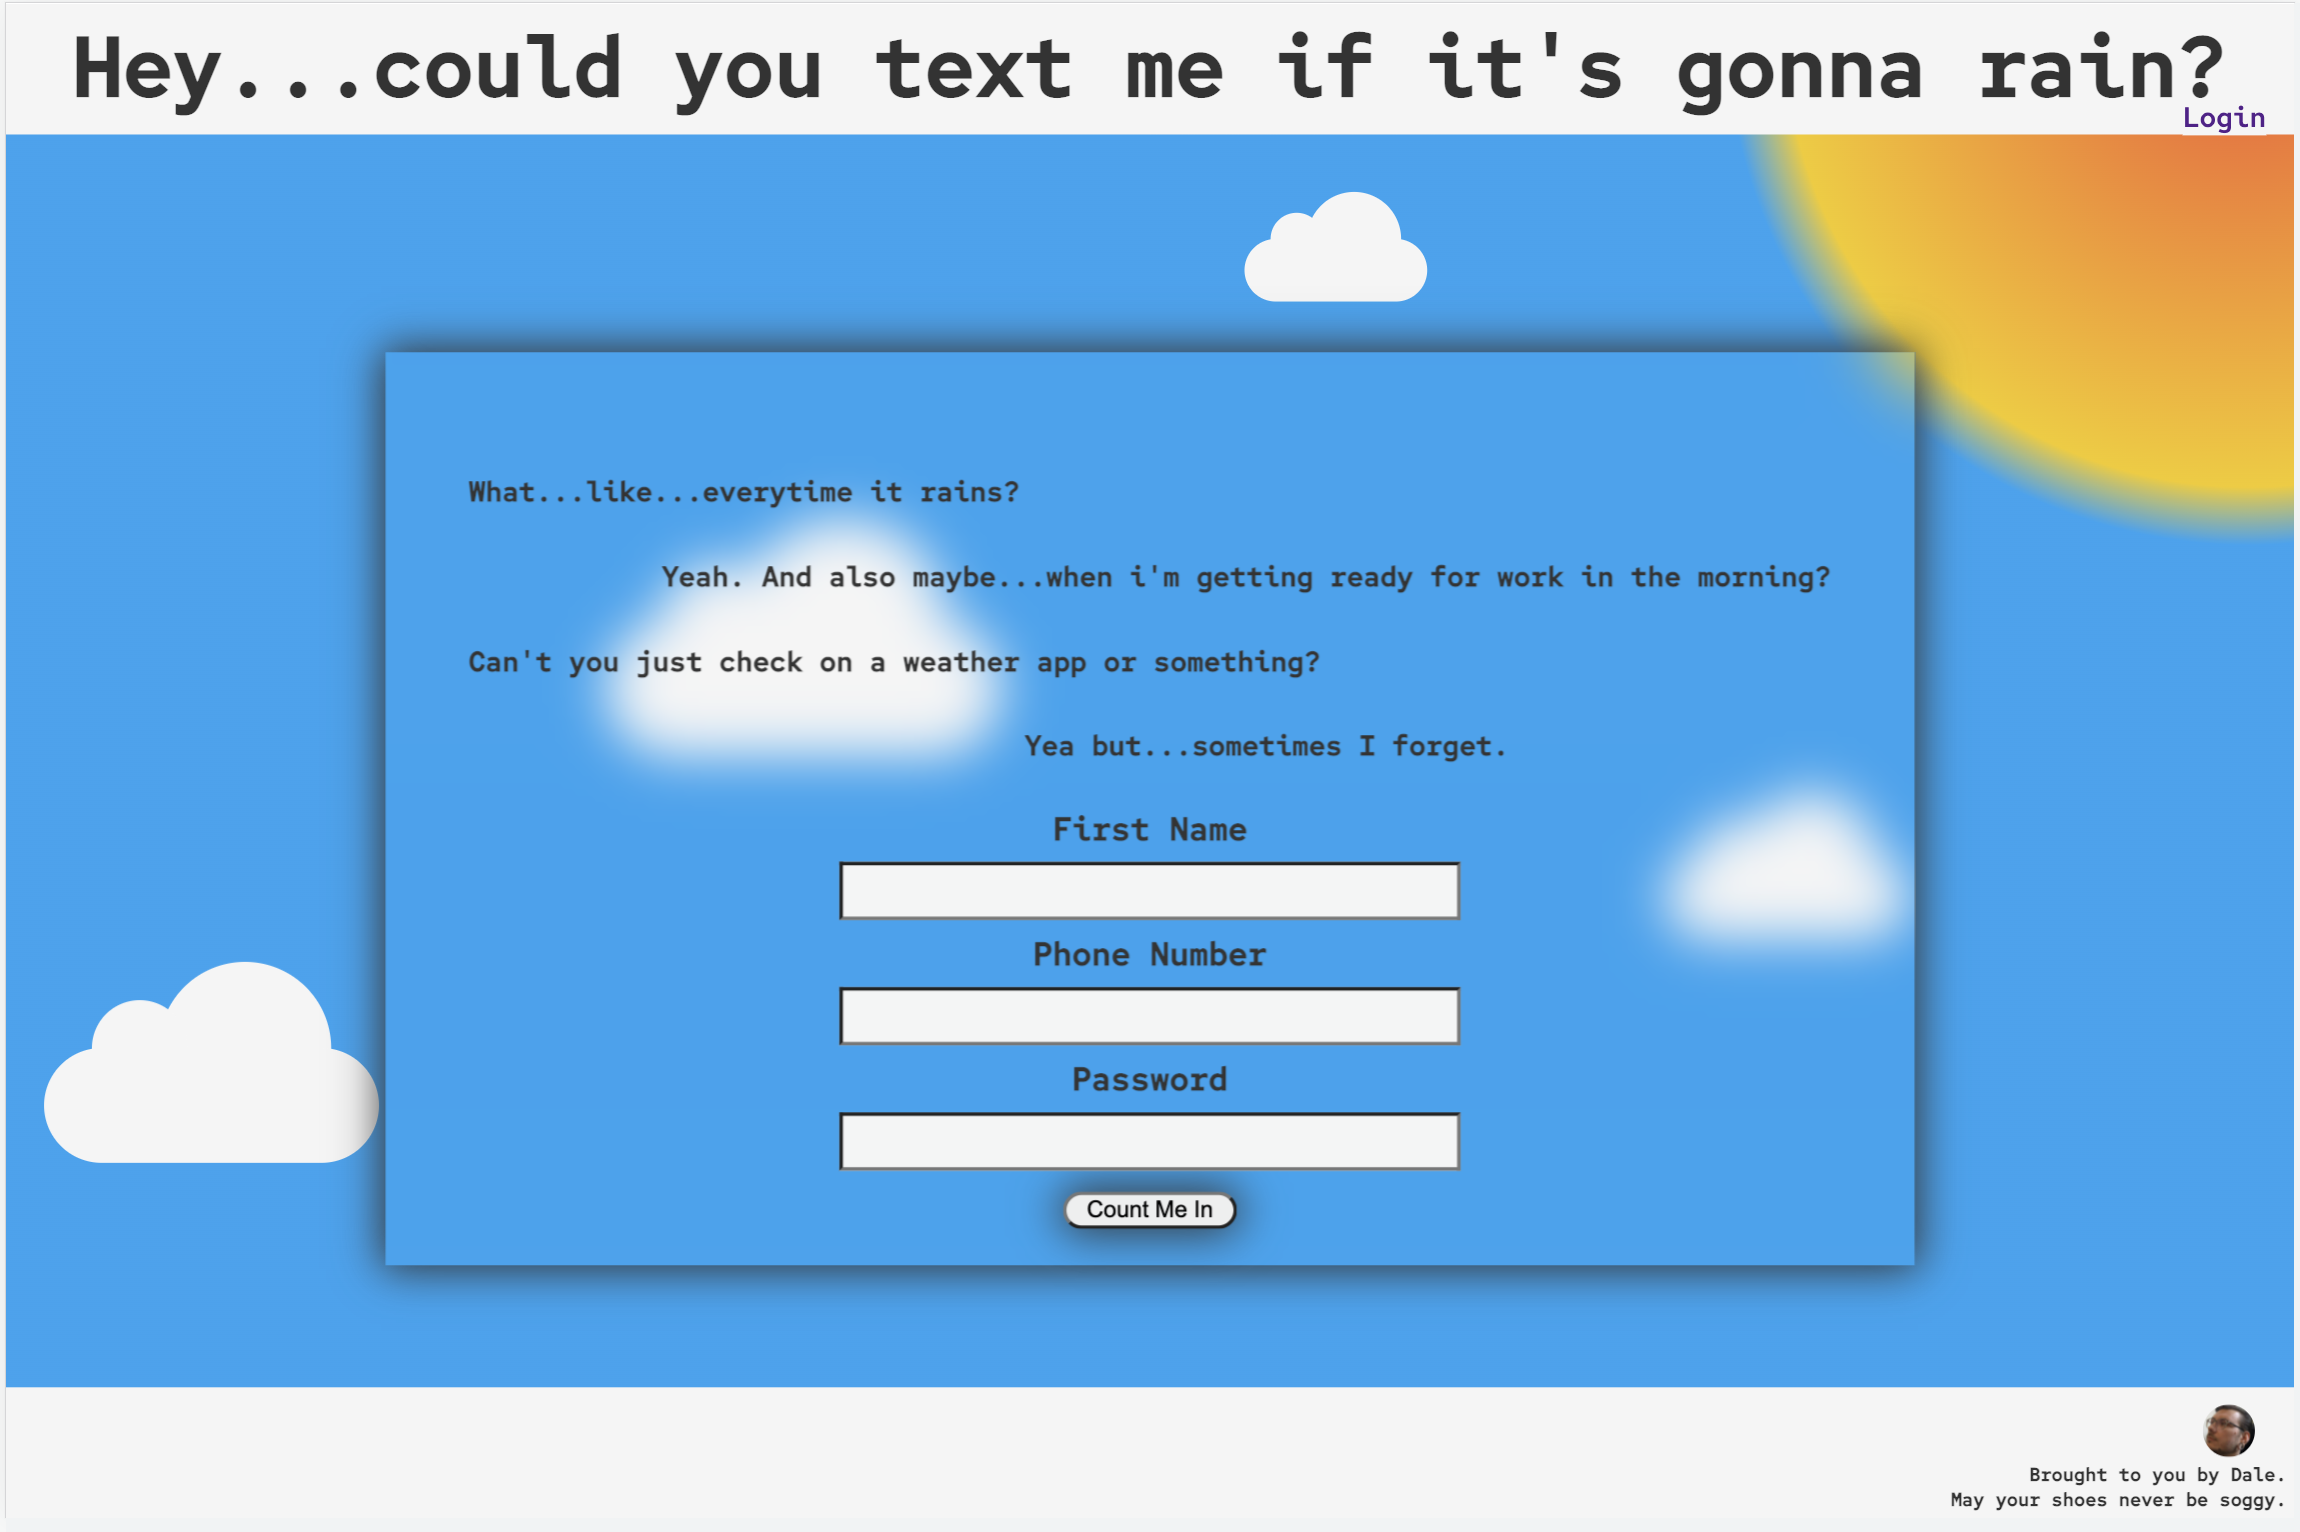 Hey...could you text me if it's gonna rain?
Login
What...like...everytime it rains?
Yeah. And also maybe...when i'm getting ready for work in the morning?
Can't you just check on a weather app or something?
Yea but...sometimes I forget.
First Name
Phone Number
Password
Count Me In
Brought to you by Dale.
May your shoes never be soggy.